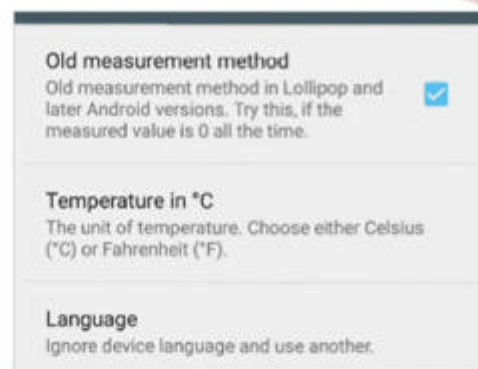 Old measurement method
Old measurement method in Lollipop and
later Android versions. Try this, if the
measured value is 0 all the time.
Temperature in °C
The unit of temperature. Choose either Celsius
(°C) or Fahrenheit (°F).
Language
Ignore device language and use another.